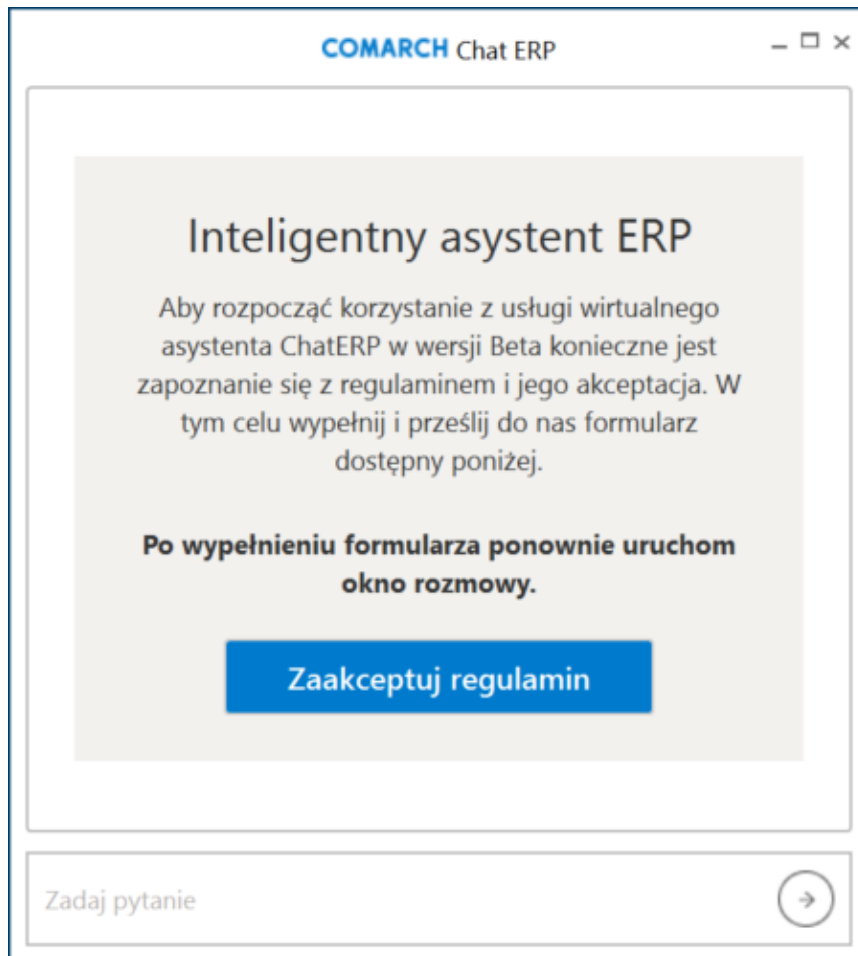 COMARCH Chat ERP
Inteligentny asystent ERP
Aby rozpocząć korzystanie z usługi wirtualnego
asystenta ChatERP w wersji Beta konieczne jest
zapoznanie się z regulaminem i jego akceptacja. W
tym celu wypełnij i prześlij do nas formularz
dostępny poniżej.
Po wypełnieniu formularza ponownie uruchom
okno rozmowy.
Zaakceptuj regulamin
Zadaj pytanie